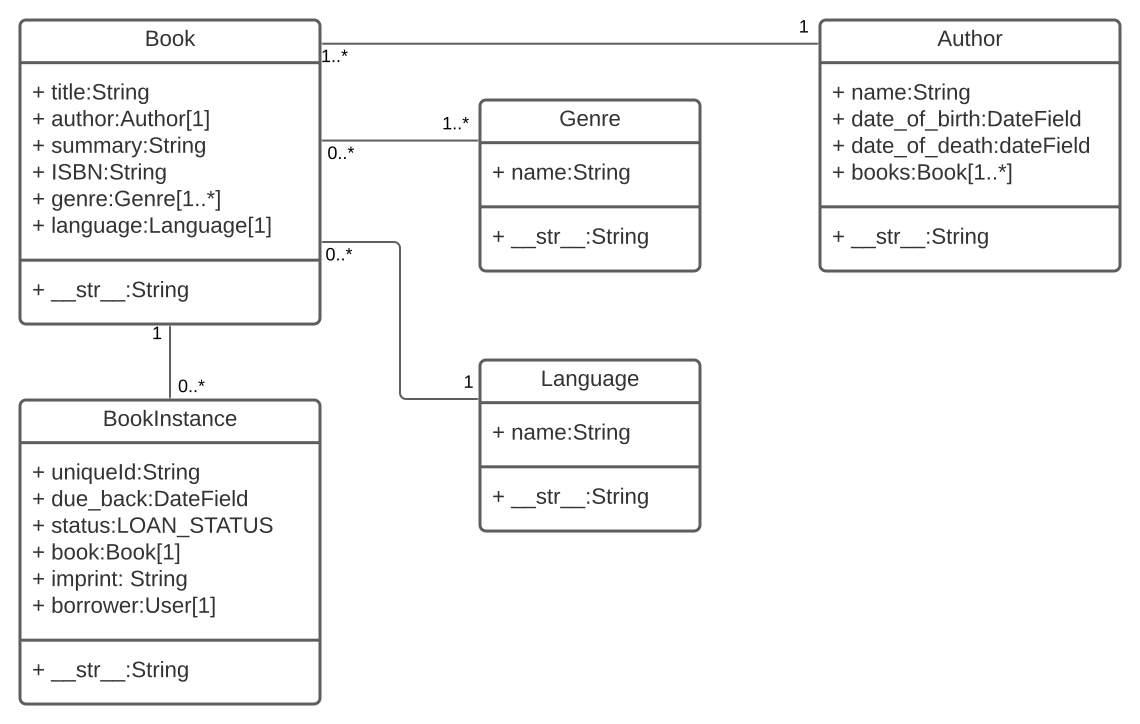 Book
+ title:String
+ author:Author[1]
+ summary:String
+ ISBN:String
+ genre:Genre[1..*]
+ language:Language[1]
+ __str__:String
1..*
1
Author
+ name:String
+ date_of_birth:DateField
+ date_of_death:dateField
+ books:Book[1..*]
+ __str__:String
0..*
1..*
Genre
+ name:String
+ __str__:String
0..*
1
Language
+ name:String
+ __str__:String
1
0..*
BookInstance
+ uniqueId:String
+ due_back:DateField
+ status:LOAN_STATUS
+ book:Book[1]
+ imprint: String
+ borrower:User[1]
+ __str__:String